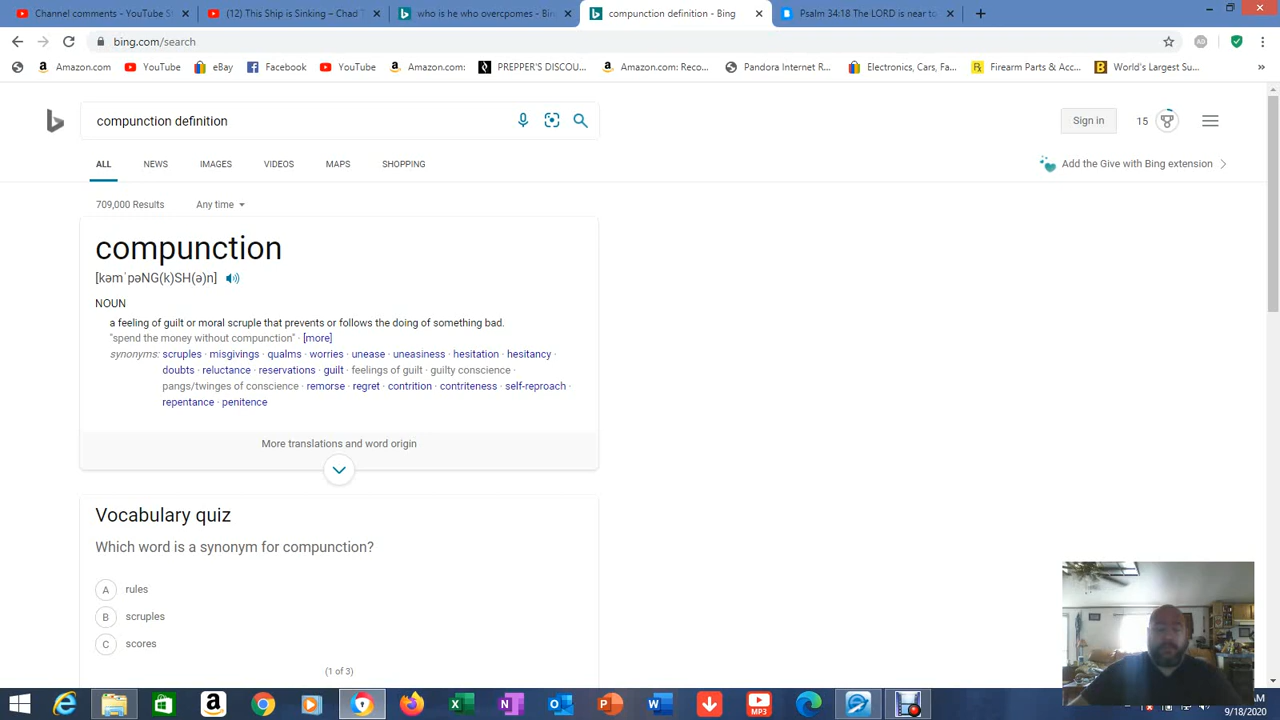 Channel comments - YouTube S
(12) This Ship is Sinking – Chad T
who is he who overcpomes - Bin
compunction definition - Bing
Psalm 34:18 The LORD is near to
bing.com/search
Amazon.com
YouTube
eBay
Facebook
YouTube
Amazon.com:
PREPPER'S DISCOU...
Amazon.com: Reco...
Pandora Internet R...
Electronics, Cars, Fa...
Firearm Parts & Acc...
World's Largest Su...
compunction definition
Sign in
15
ALL
NEWS
IMAGES
VIDEOS
MAPS
SHOPPING
Add the Give with Bing extension
709,000 Results
Any time
compunction
[kəmˈpəNG(k)SH(ə)n]
NOUN
a feeling of guilt or moral scruple that prevents or follows the doing of something bad.
"spend the money without compunction" · [more]
synonyms: scruples · misgivings · qualms · worries · unease · uneasiness · hesitation · hesitancy ·
doubts · reluctance · reservations · guilt · feelings of guilt · guilty conscience ·
pangs/twinges of conscience · remorse · regret · contrition · contriteness · self-reproach ·
repentance · penitence
More translations and word origin
Vocabulary quiz
Which word is a synonym for compunction?
A rules
B scruples
C scores
(1 of 3)
MP3
9/18/2020